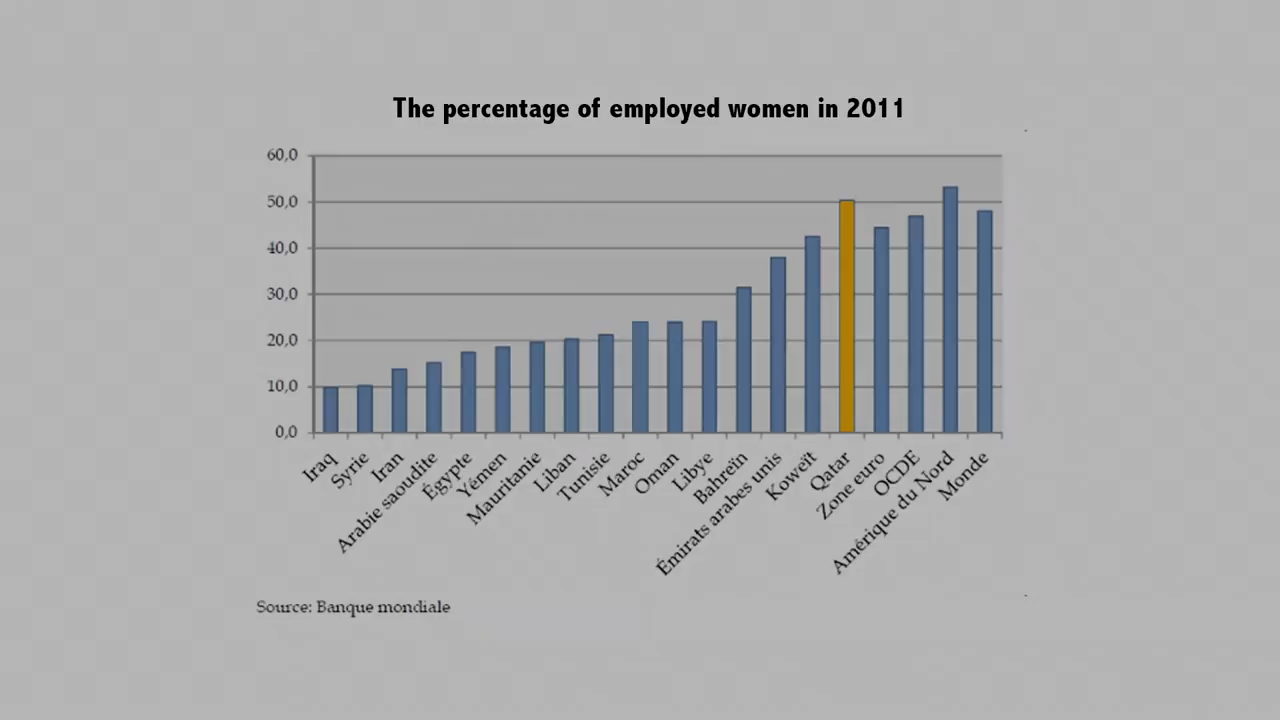 The percentage of employed women in 2011
60,0
50,0
40,0
30,0
20,0
10,0
0,0
Iraq
Syrie
Iran
Arabie saoudite
Égypte
Yémen
Mauritanie
Liban
Tunisie
Maroc
Oman
Libye
Bahreïn
Émirats arabes unis
Koweït
Qatar
Zone euro
OCDE
Amérique du Nord
Monde
Source: Banque mondiale